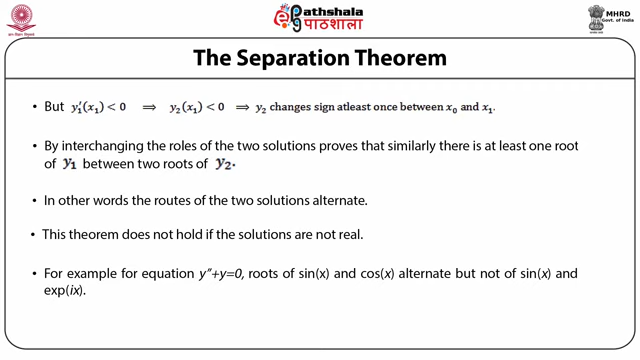 ePathshala
पाठशाला
MHRD
Govt. of India
The Separation Theorem
• But y₁′(x₁) < 0 ⟹ y₂(x₁) < 0 ⟹ y₂ changes sign atleast once between x₀ and x₁.
• By interchanging the roles of the two solutions proves that similarly there is at least one root
of y₁ between two roots of y₂.
• In other words the routes of the two solutions alternate.
• This theorem does not hold if the solutions are not real.
• For example for equation y″+y=0, roots of sin(x) and cos(x) alternate but not of sin(x) and
exp(ix).